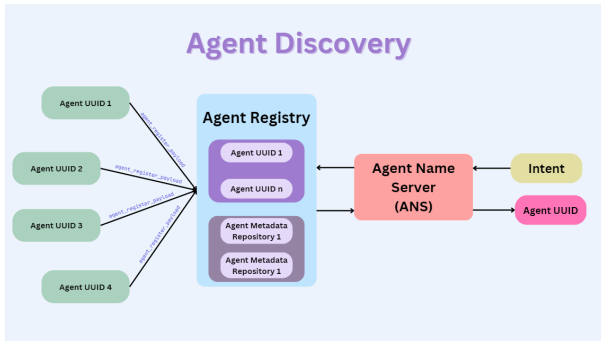 Agent Discovery
Agent UUID 1
Agent UUID 2
Agent UUID 3
Agent UUID 4
agent_register_payload
agent_register_payload
agent_register_payload
agent_register_payload
Agent Registry
Agent UUID 1
Agent UUID n
Agent Metadata
Repository 1
Agent Metadata
Repository 1
Agent Name
Server
(ANS)
Intent
Agent UUID